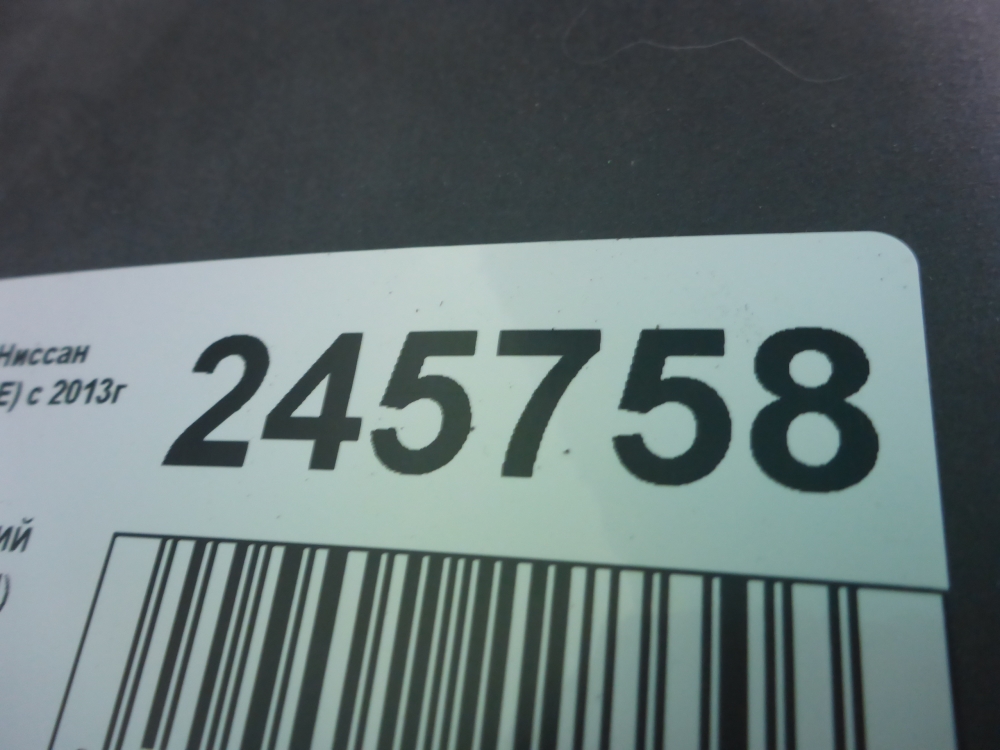 Ниссан
245758
E) с 2013г
ий
)